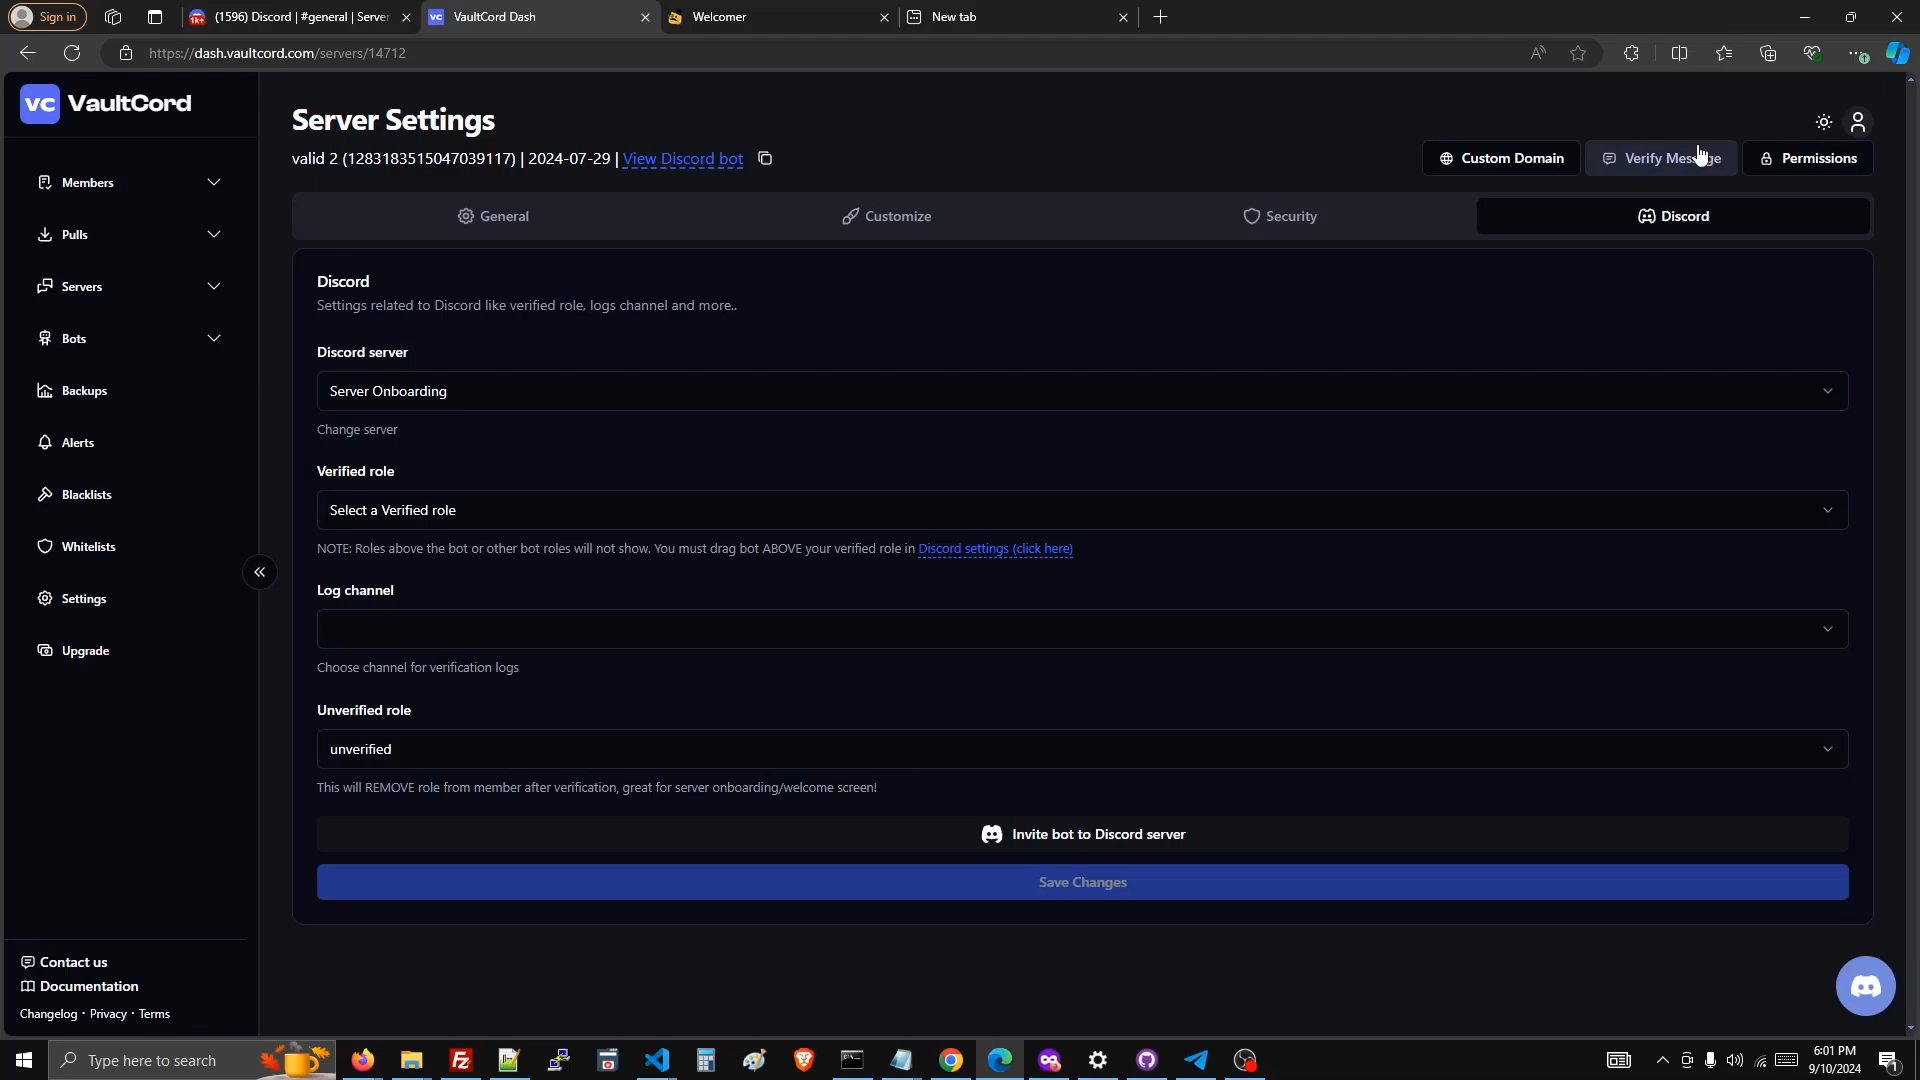 Sign in
(1596) Discord | #general | Server
VaultCord Dash
Welcomer
New tab
https://dash.vaultcord.com/servers/14712
VaultCord
Server Settings
valid 2 (1283183515047039117) | 2024-07-29 | View Discord bot
Custom Domain
Verify Message
Permissions
General
Customize
Security
Discord
Members
Pulls
Servers
Bots
Backups
Alerts
Blacklists
Whitelists
Settings
Upgrade
Discord
Settings related to Discord like verified role, logs channel and more..
Discord server
Server Onboarding
Change server
Verified role
Select a Verified role
NOTE: Roles above the bot or other bot roles will not show. You must drag bot ABOVE your verified role in Discord settings (click here)
Log channel
Choose channel for verification logs
Unverified role
unverified
This will REMOVE role from member after verification, great for server onboarding/welcome screen!
Invite bot to Discord server
Save Changes
Contact us
Documentation
Changelog · Privacy · Terms
Type here to search
6:01 PM
9/10/2024
1